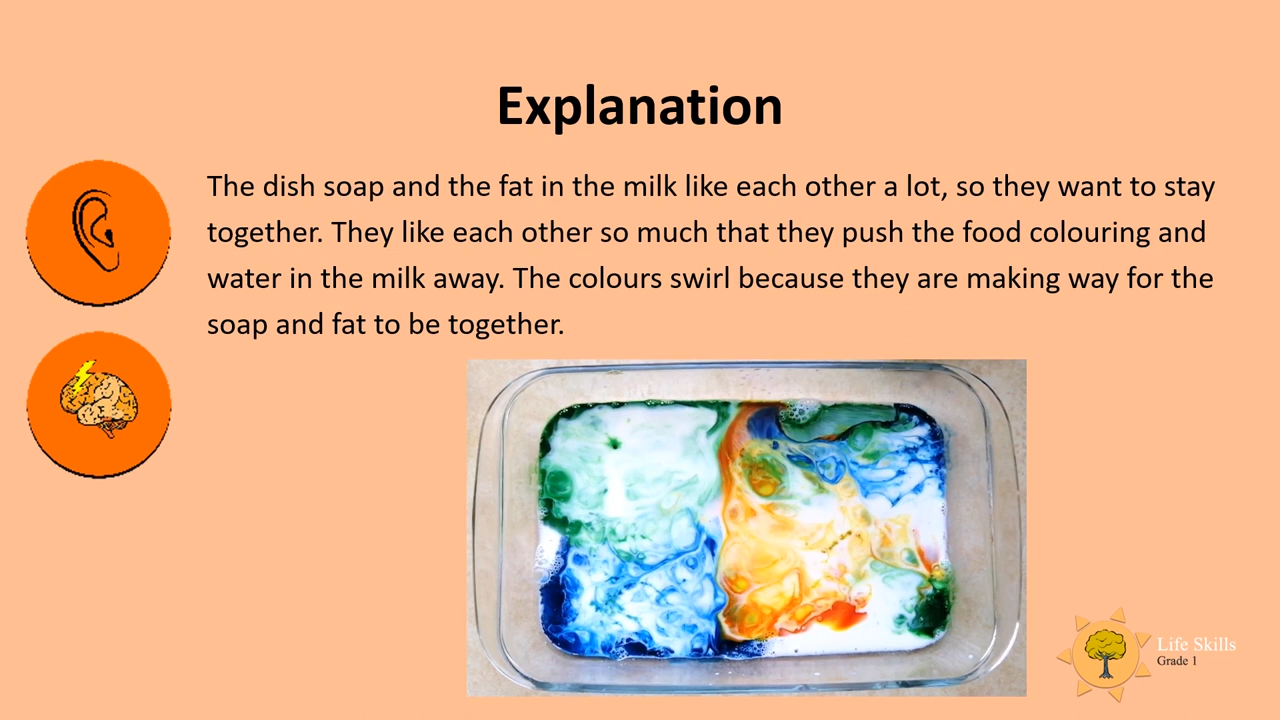 Explanation
The dish soap and the fat in the milk like each other a lot, so they want to stay
together. They like each other so much that they push the food colouring and
water in the milk away. The colours swirl because they are making way for the
soap and fat to be together.
Life Skills
Grade 1